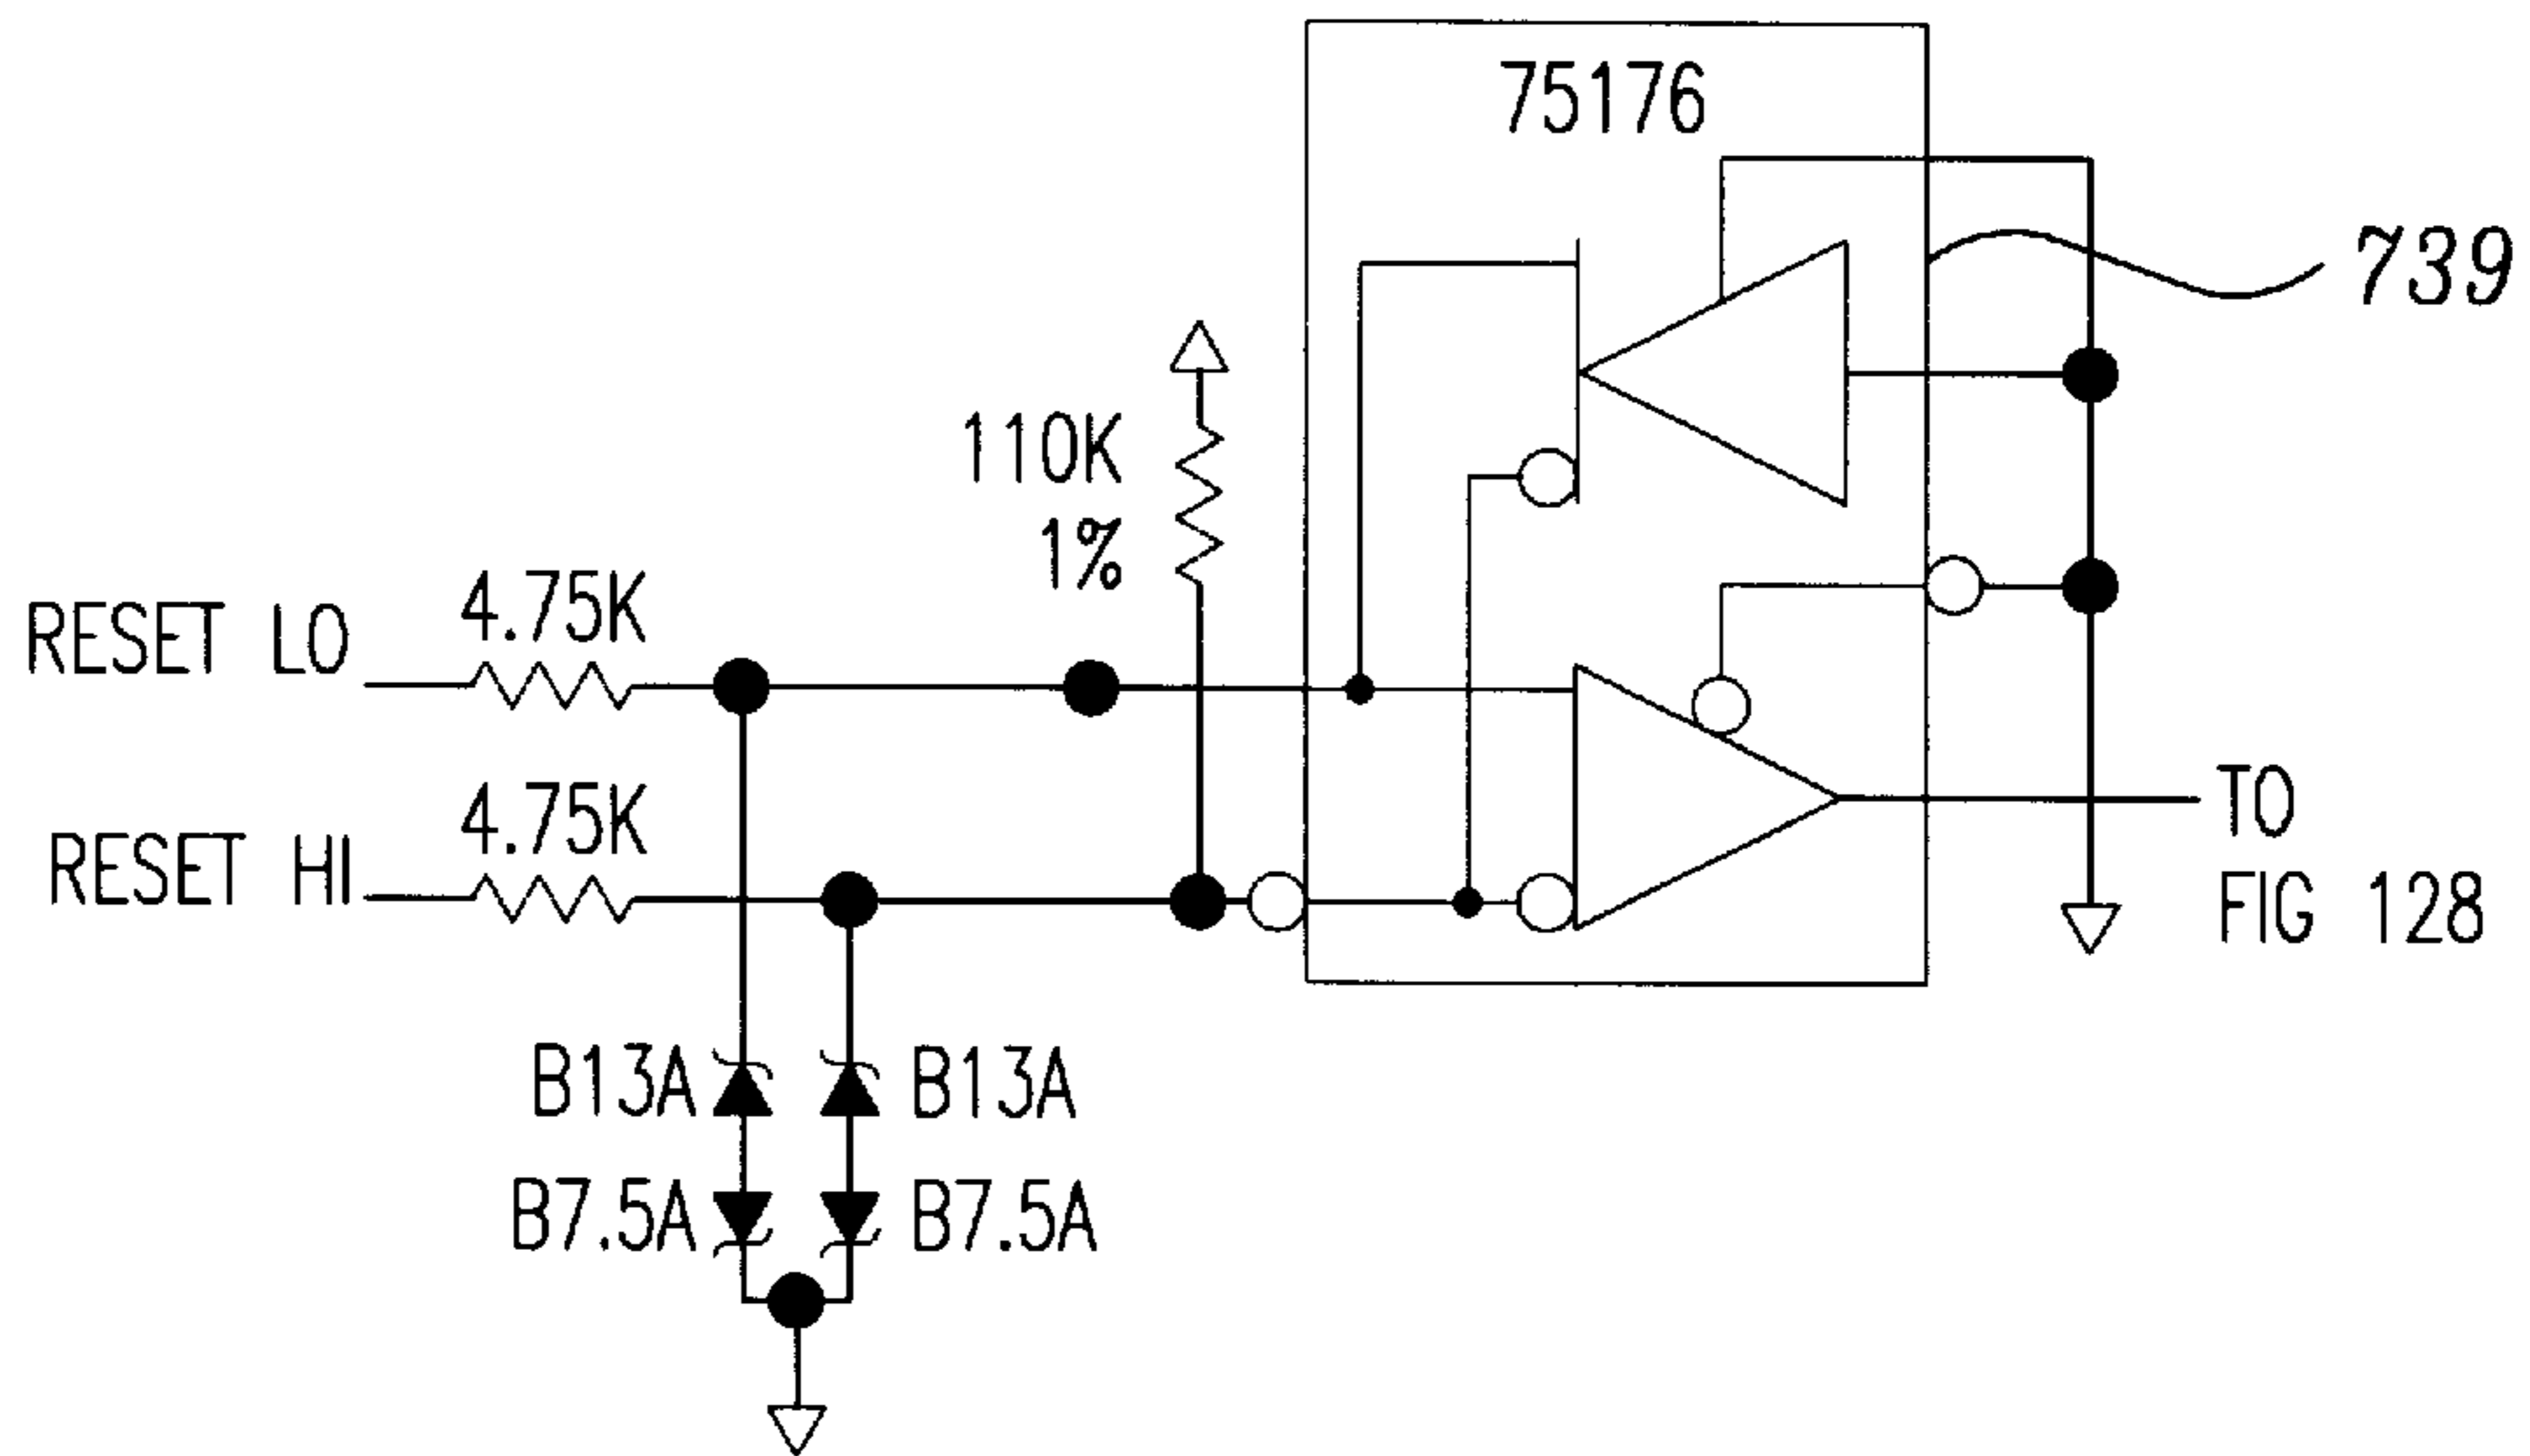 75176
739
110K
1%
RESET LO
4.75K
RESET HI
4.75K
TO
FIG 128
B13A
B13A
B7.5A
B7.5A